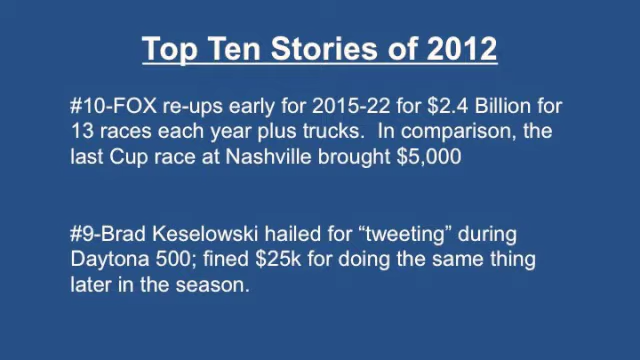 Top Ten Stories of 2012
#10-FOX re-ups early for 2015-22 for $2.4 Billion for
13 races each year plus trucks.  In comparison, the
last Cup race at Nashville brought $5,000
#9-Brad Keselowski hailed for “tweeting” during
Daytona 500; fined $25k for doing the same thing
later in the season.